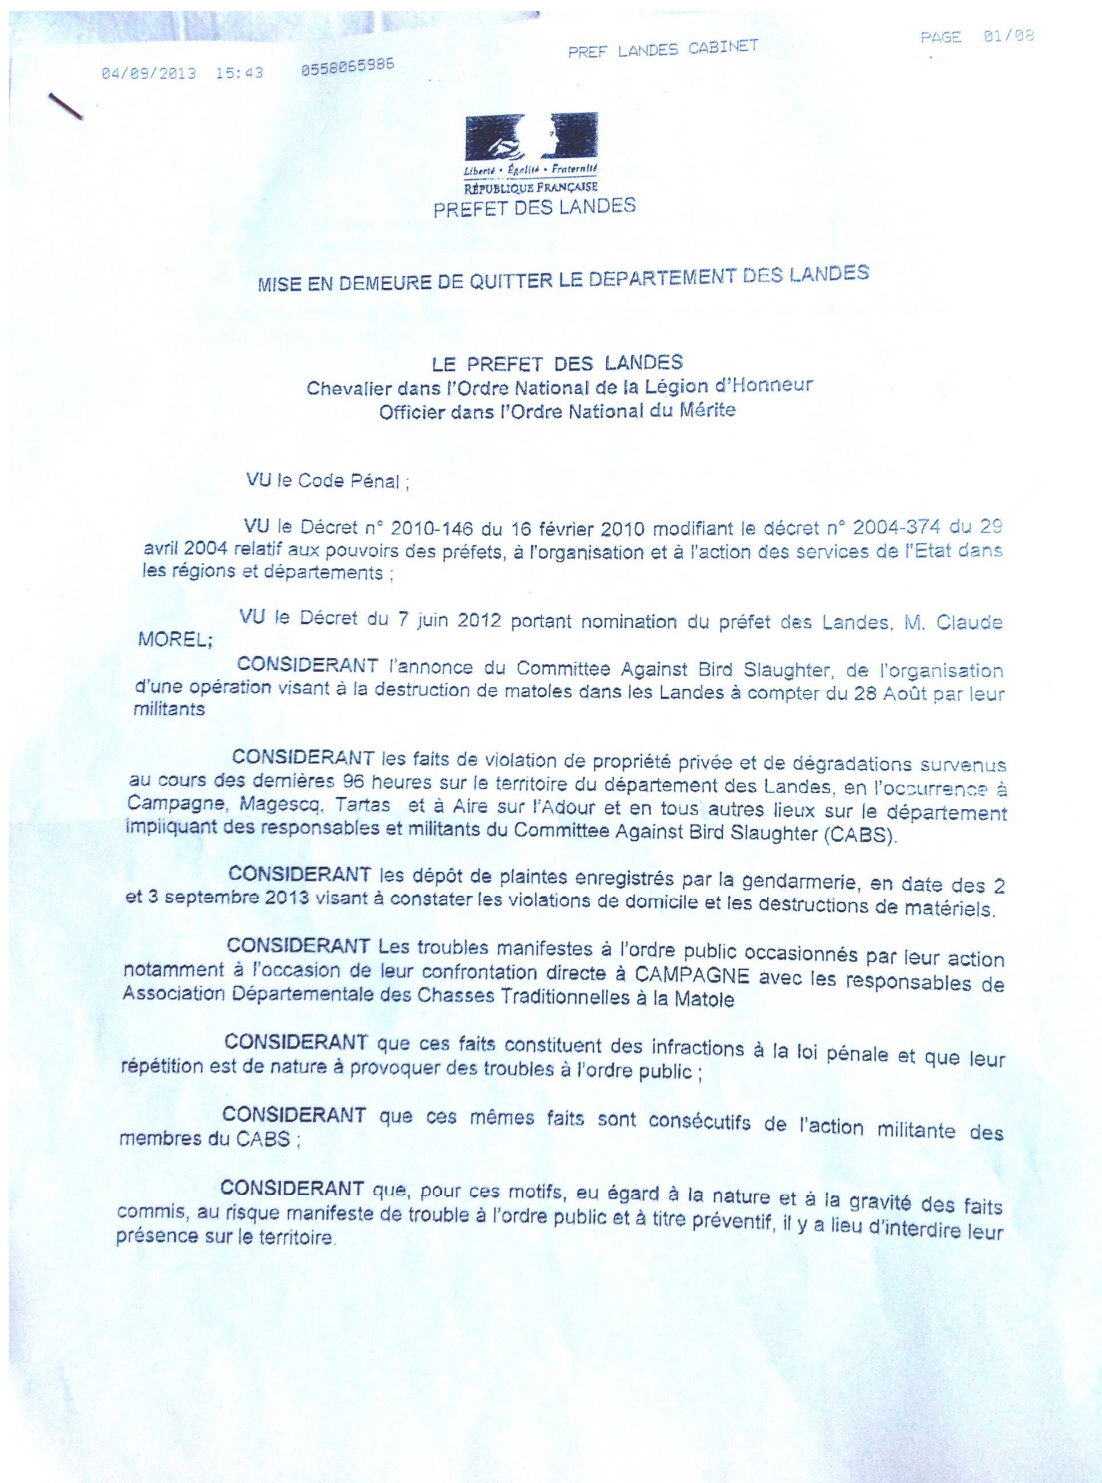 04/09/2013 15:43 0558065986 PREF LANDES CABINET PAGE 01/08
Liberté • Égalité • Fraternité
RÉPUBLIQUE FRANÇAISE
PREFET DES LANDES
MISE EN DEMEURE DE QUITTER LE DEPARTEMENT DES LANDES
LE PREFET DES LANDES
Chevalier dans l'Ordre National de la Légion d'Honneur
Officier dans l'Ordre National du Mérite
VU le Code Pénal ;
VU le Décret n° 2010-146 du 16 février 2010 modifiant le décret n° 2004-374 du 29
avril 2004 relatif aux pouvoirs des préfets, à l'organisation et à l'action des services de l'Etat dans
les régions et départements ;
VU le Décret du 7 juin 2012 portant nomination du préfet des Landes, M. Claude
MOREL;
CONSIDERANT l'annonce du Committee Against Bird Slaughter, de l'organisation
d'une opération visant à la destruction de matoles dans les Landes à compter du 28 Août par leur
militants
CONSIDERANT les faits de violation de propriété privée et de dégradations survenus
au cours des dernières 96 heures sur le territoire du département des Landes, en l'occurrence à
Campagne, Magescq, Tartas et à Aire sur l'Adour et en tous autres lieux sur le département
impliquant des responsables et militants du Committee Against Bird Slaughter (CABS).
CONSIDERANT les dépôt de plaintes enregistrés par la gendarmerie, en date des 2
et 3 septembre 2013 visant à constater les violations de domicile et les destructions de matériels.
CONSIDERANT Les troubles manifestes à l'ordre public occasionnés par leur action
notamment à l'occasion de leur confrontation directe à CAMPAGNE avec les responsables de
Association Départementale des Chasses Traditionnelles à la Matole
CONSIDERANT que ces faits constituent des infractions à la loi pénale et que leur
répétition est de nature à provoquer des troubles à l'ordre public ;
CONSIDERANT que ces mêmes faits sont consécutifs de l'action militante des
membres du CABS ;
CONSIDERANT que, pour ces motifs, eu égard à la nature et à la gravité des faits
commis, au risque manifeste de trouble à l'ordre public et à titre préventif, il y a lieu d'interdire leur
présence sur le territoire.